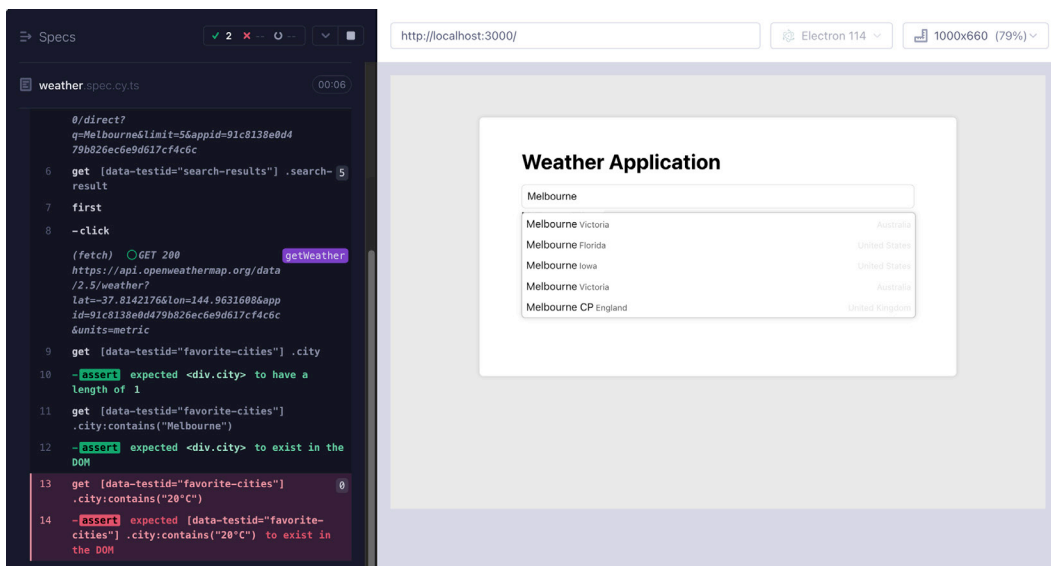 Specs
2 -- --
weather.spec.cy.ts 00:06
0/direct?
q=Melbourne&limit=5&appid=91c8138e0d4
79b826ec6e9d617cf4c6c
6 get [data-testid="search-results"] .search- 5
result
7 first
8 -click
(fetch) GET 200 getWeather
https://api.openweathermap.org/data
/2.5/weather?
lat=-37.8142176&lon=144.9631608&app
id=91c8138e0d479b826ec6e9d617cf4c6c
&units=metric
9 get [data-testid="favorite-cities"] .city
10 -assert expected <div.city> to have a
length of 1
11 get [data-testid="favorite-cities"]
.city:contains("Melbourne")
12 -assert expected <div.city> to exist in the
DOM
13 get [data-testid="favorite-cities"] 0
.city:contains("20°C")
14 -assert expected [data-testid="favorite-
cities"] .city:contains("20°C") to exist in
the DOM
http://localhost:3000/
Electron 114
1000x660 (79%)
Weather Application
Melbourne
Melbourne Victoria Australia
Melbourne Florida United States
Melbourne Iowa United States
Melbourne Victoria Australia
Melbourne CP England United Kingdom